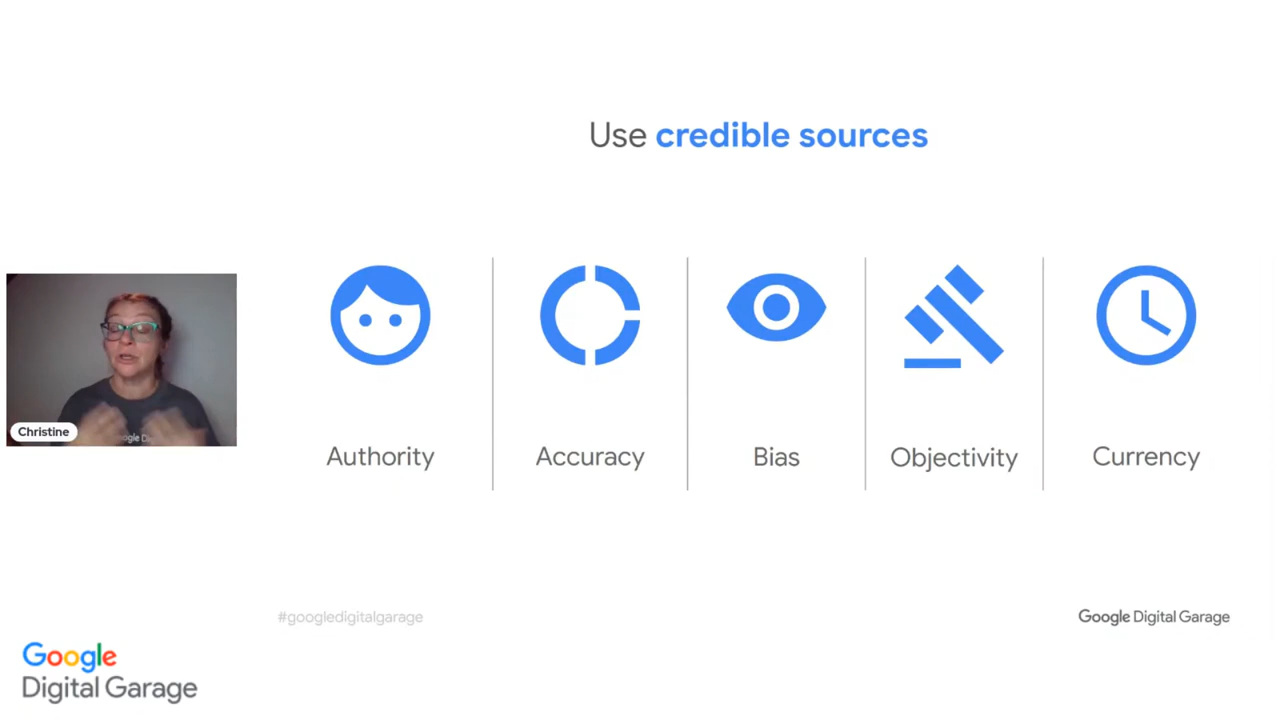 Use credible sources
Christine
Authority
Accuracy
Bias
Objectivity
Currency
#googledigitalgarage
Google Digital Garage
Google
Digital Garage